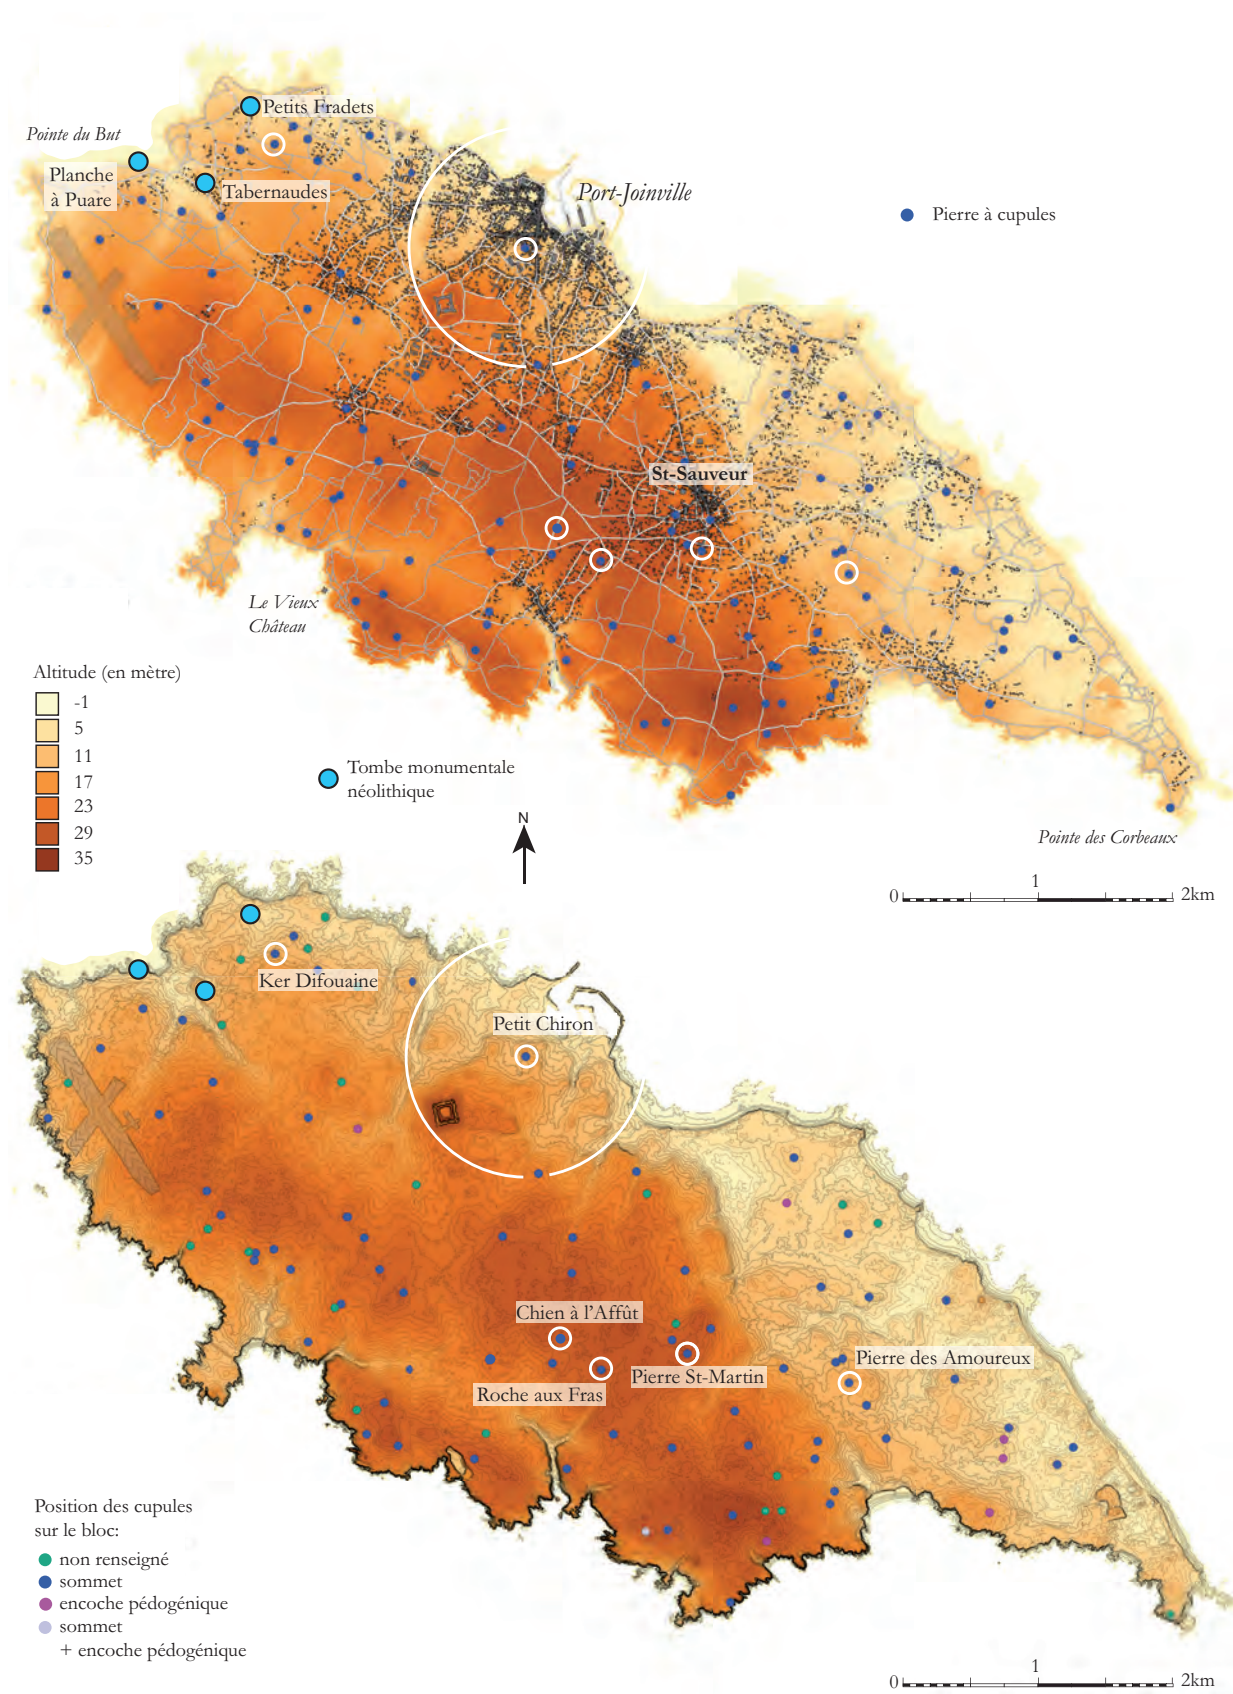 Petits Fradets
Pointe du But
Planche
à Puare
Tabernaudes
Port-Joinville
Pierre à cupules
St-Sauveur
Le Vieux
Château
Altitude (en mètre)
-1
5
11
17
23
29
35
Tombe monumentale
néolithique
N
Pointe des Corbeaux
0 1 2km
Ker Difouaine
Petit Chiron
Chien à l'Affût
Roche aux Fras
Pierre St-Martin
Pierre des Amoureux
Position des cupules
sur le bloc:
non renseigné
sommet
encoche pédogénique
sommet
+ encoche pédogénique
0 1 2km